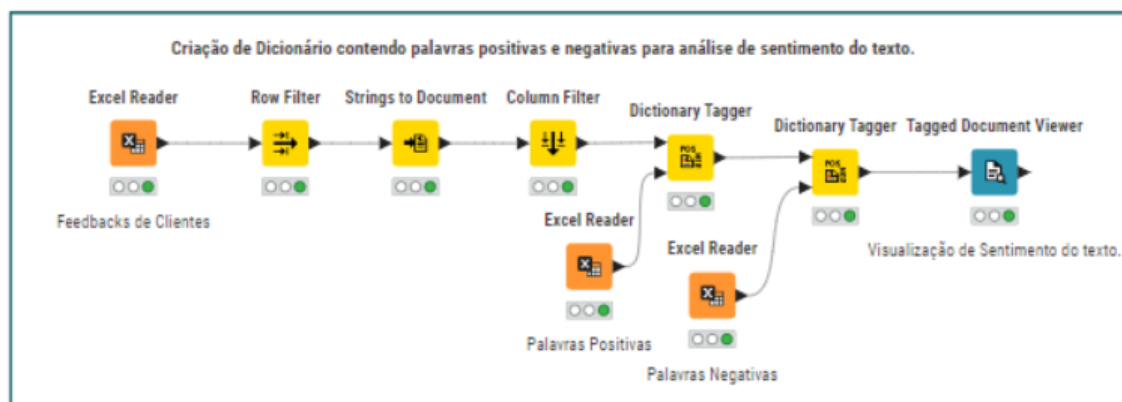 Criação de Dicionário contendo palavras positivas e negativas para análise de sentimento do texto.
Excel Reader
Row Filter
Strings to Document
Column Filter
Dictionary Tagger
Dictionary Tagger
Tagged Document Viewer
POS
POS
Feedbacks de Clientes
Excel Reader
Excel Reader
Visualização de Sentimento do texto.
Palavras Positivas
Palavras Negativas